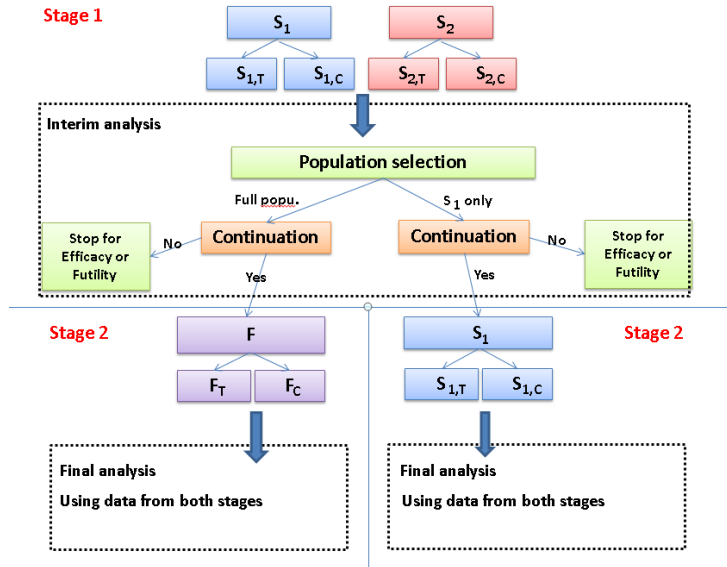 Stage 1
S1
S2
S1,T
S1,C
S2,T
S2,C
Interim analysis
Population selection
Full popu.
S1 only
Stop for
Efficacy or
Futility
No
Continuation
Continuation
No
Stop for
Efficacy or
Futility
Yes
Yes
Stage 2
F
S1
Stage 2
FT
FC
S1,T
S1,C
Final analysis
Using data from both stages
Final analysis
Using data from both stages